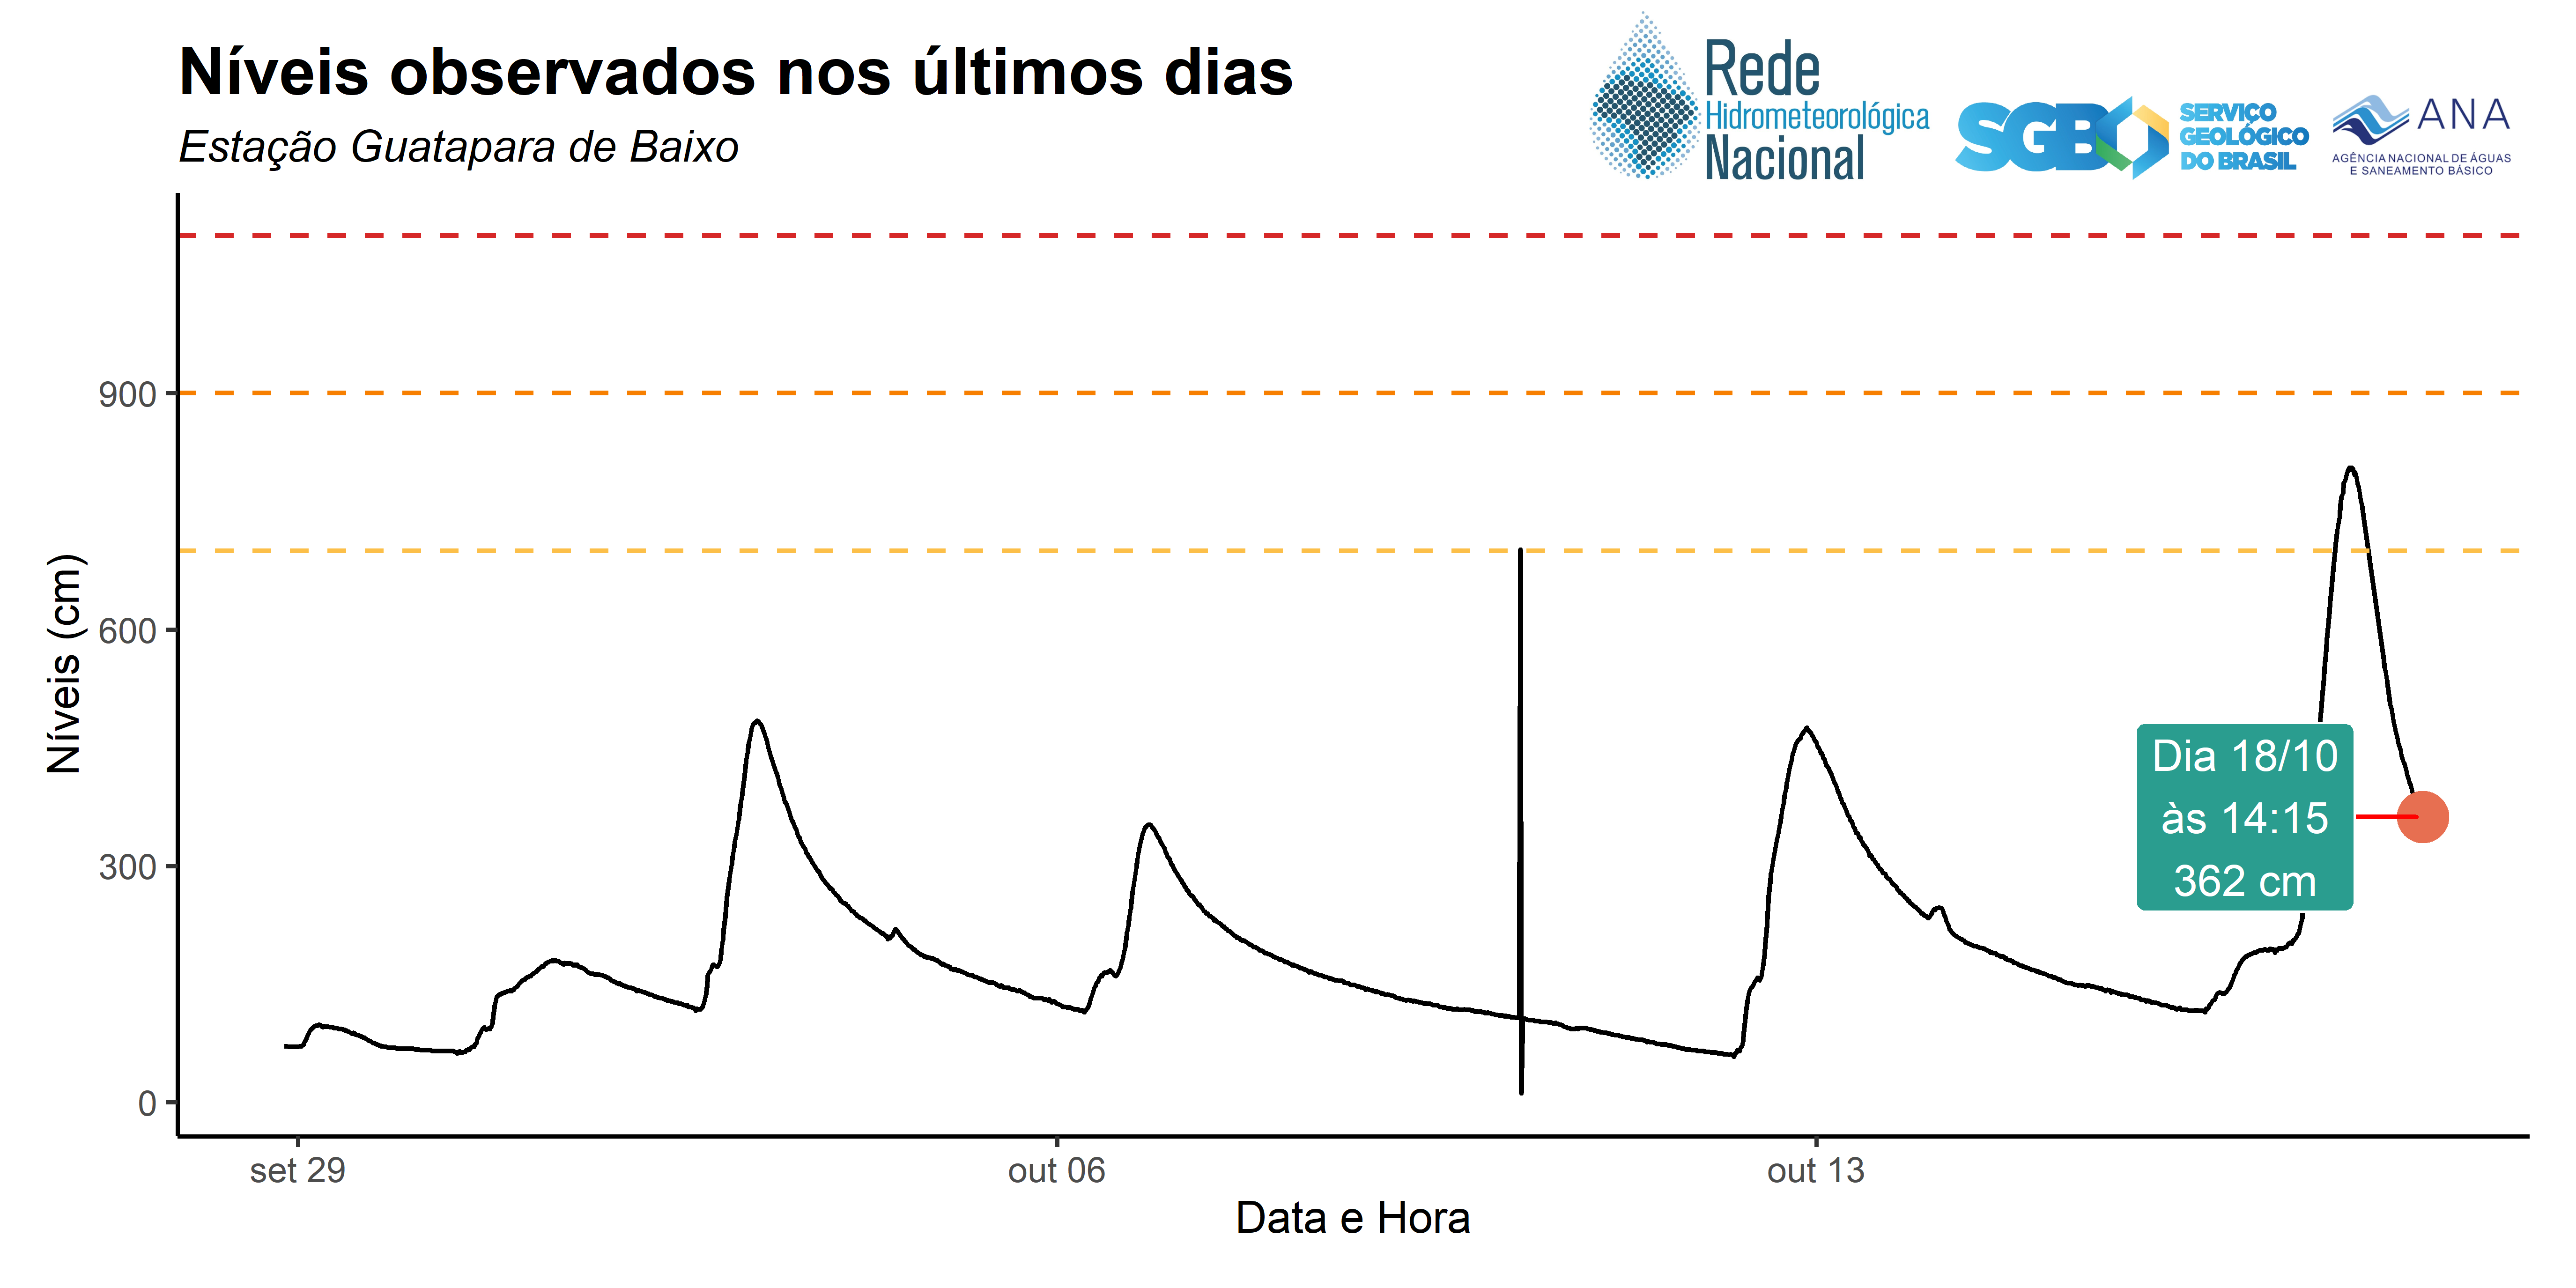 Níveis observados nos últimos dias
Estação Guatapara de Baixo
Rede
Hidrometeorológica
Nacional
SGB
SERVIÇO
GEOLÓGICO
DO BRASIL
ANA
AGÊNCIA NACIONAL DE ÁGUAS
E SANEAMENTO BÁSICO
Níveis (cm)
900
600
300
0
Dia 18/10
às 14:15
362 cm
set 29
out 06
out 13
Data e Hora